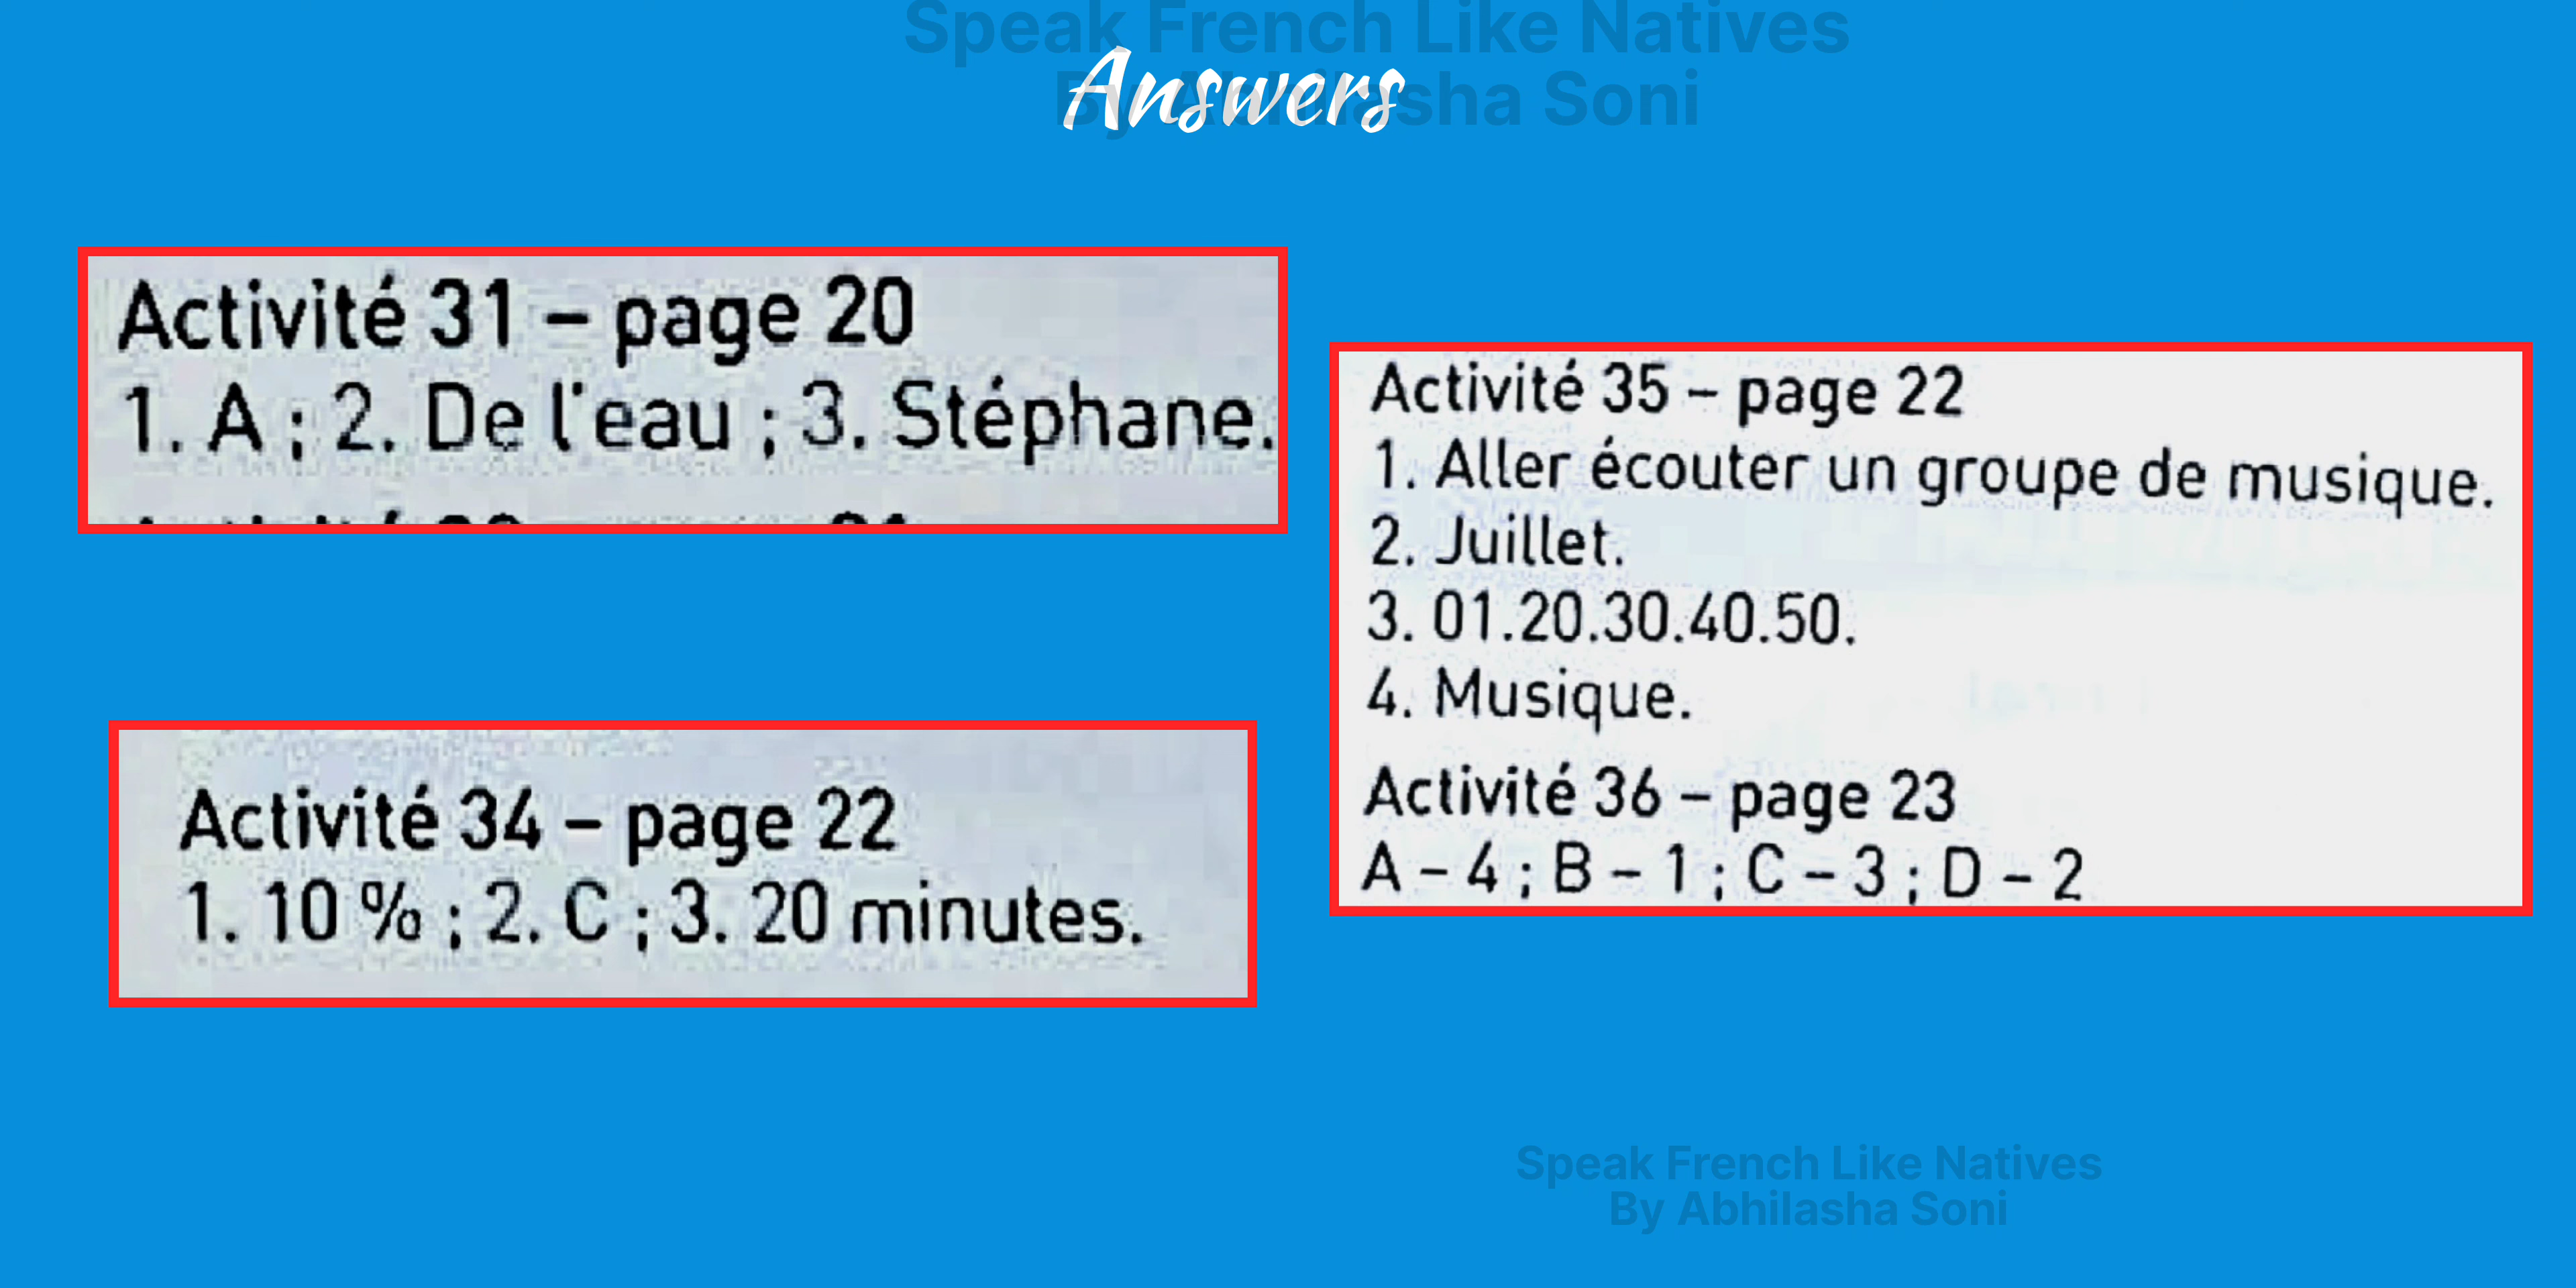 Speak French Like Natives
By Abhilasha Soni
Answers
Activité 31 – page 20
1. A ; 2. De l'eau ; 3. Stéphane.
Activité 34 – page 22
1. 10 % ; 2. C ; 3. 20 minutes.
Activité 35 – page 22
1. Aller écouter un groupe de musique.
2. Juillet.
3. 01.20.30.40.50.
4. Musique.
Activité 36 – page 23
A – 4 ; B – 1 ; C – 3 ; D – 2
Speak French Like Natives
By Abhilasha Soni